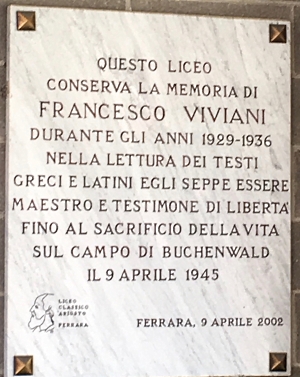 QUESTO LICEO
CONSERVA LA MEMORIA DI
FRANCESCO VIVIANI
DURANTE GLI ANNI 1929-1936
NELLA LETTURA DEI TESTI
GRECI E LATINI EGLI SEPPE ESSERE
MAESTRO E TESTIMONE DI LIBERTA'
FINO AL SACRIFICIO DELLA VITA
SUL CAMPO DI BUCHENWALD
IL 9 APRILE 1945
LICEO
CLASSICO
ARIOSTO
FERRARA
FERRARA, 9 APRILE 2002